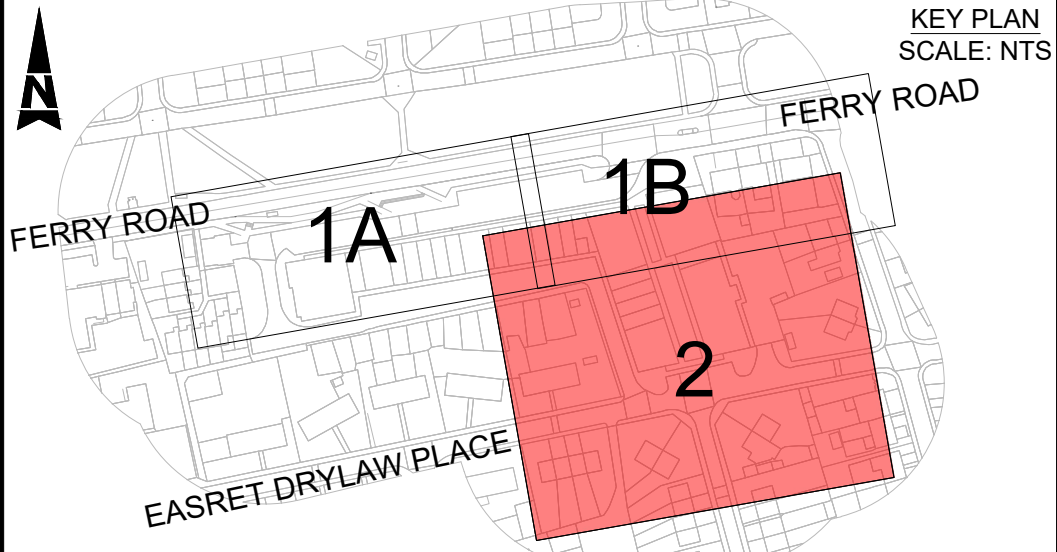 KEY PLAN
SCALE: NTS
N
FERRY ROAD
1B
FERRY ROAD
1A
2
EASRET DRYLAW PLACE